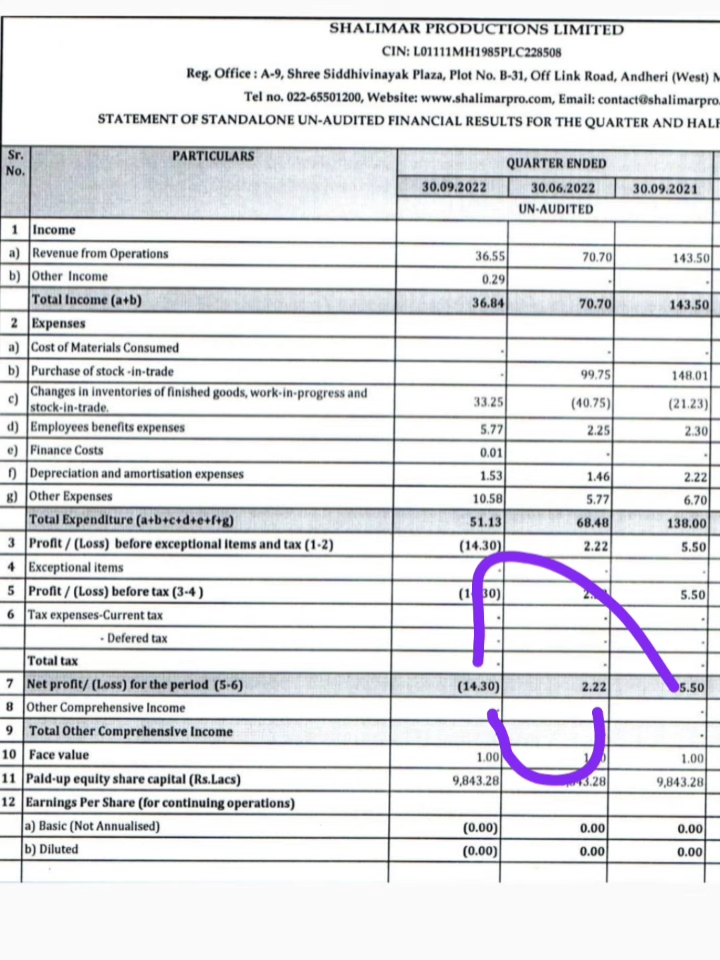 SHALIMAR PRODUCTIONS LIMITED
CIN: L01111MH1985PLC228508
Reg. Office : A-9, Shree Siddhivinayak Plaza, Plot No. B-31, Off Link Road, Andheri (West) M
Tel no. 022-65501200, Website: www.shalimarpro.com, Email: contact@shalimarpro.
STATEMENT OF STANDALONE UN-AUDITED FINANCIAL RESULTS FOR THE QUARTER AND HALF
Sr. No. PARTICULARS QUARTER ENDED
30.09.2022 30.06.2022 30.09.2021
UN-AUDITED
1 Income
a) Revenue from Operations 36.55 70.70 143.50
b) Other Income 0.29 - -
Total Income (a+b) 36.84 70.70 143.50
2 Expenses
a) Cost of Materials Consumed - - -
b) Purchase of stock -in-trade - 99.75 148.01
c) Changes in inventories of finished goods, work-in-progress and
stock-in-trade. 33.25 (40.75) (21.23)
d) Employees benefits expenses 5.77 2.25 2.30
e) Finance Costs 0.01 - -
f) Depreciation and amortisation expenses 1.53 1.46 2.22
g) Other Expenses 10.58 5.77 6.70
Total Expenditure (a+b+c+d+e+f+g) 51.13 68.48 138.00
3 Profit / (Loss) before exceptional items and tax (1-2) (14.30) 2.22 5.50
4 Exceptional items - - -
5 Profit / (Loss) before tax (3-4 ) 5.50
6 Tax expenses-Current tax - - -
- Defered tax - - -
Total tax - - -
7 Net profit/ (Loss) for the period (5-6) (14.30) 2.22 5.50
8 Other Comprehensive Income - -
9 Total Other Comprehensive Income -
10 Face value 1.00 1.00
11 Paid-up equity share capital (Rs.Lacs) 9,843.28 9,843.28
12 Earnings Per Share (for continuing operations)
a) Basic (Not Annualised) (0.00) 0.00 0.00
b) Diluted (0.00) 0.00 0.00